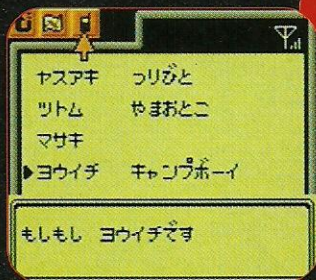 ヤスアキ　つりびと
ツトム　やまおとこ
マサキ
▶ヨウイチ　キャンプボーイ
もしもし　ヨウイチです